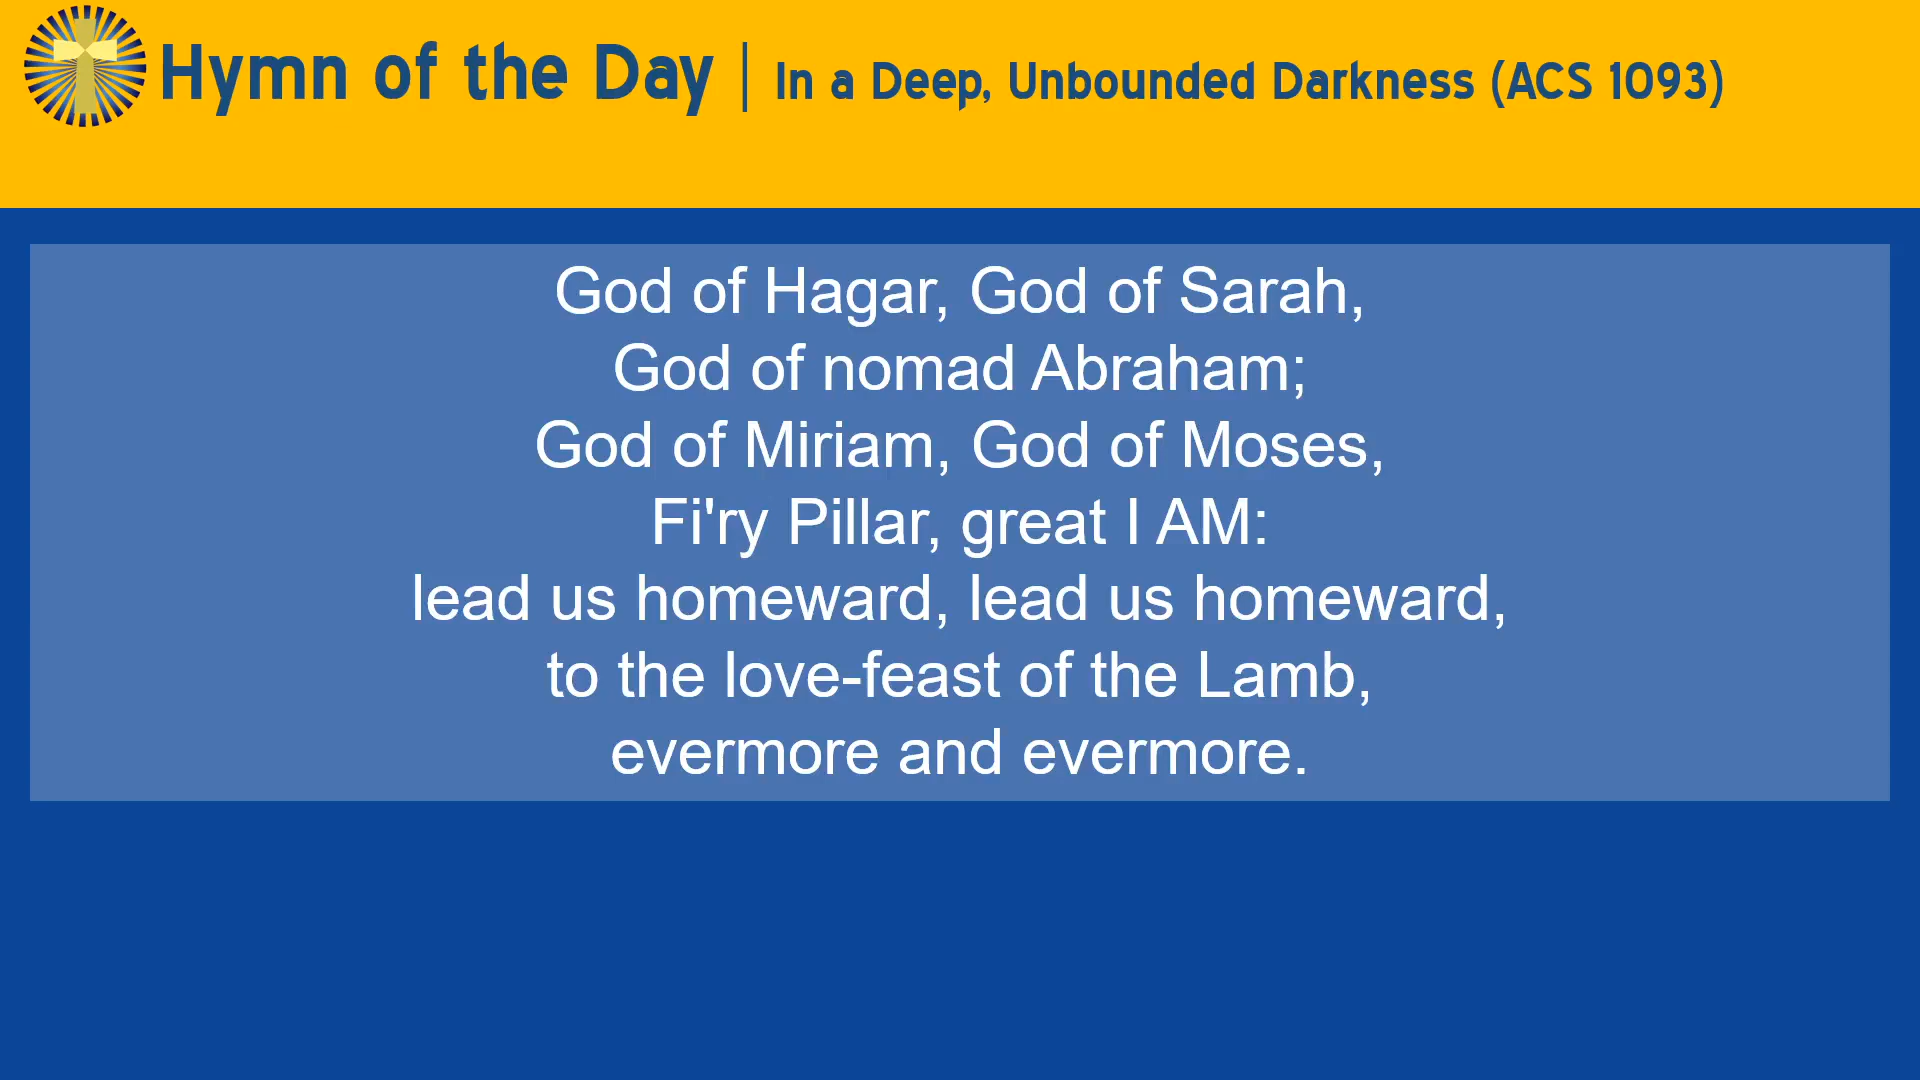 Hymn of the Day | In a Deep, Unbounded Darkness (ACS 1093)
God of Hagar, God of Sarah,
God of nomad Abraham;
God of Miriam, God of Moses,
Fi'ry Pillar, great I AM:
lead us homeward, lead us homeward,
to the love-feast of the Lamb,
evermore and evermore.